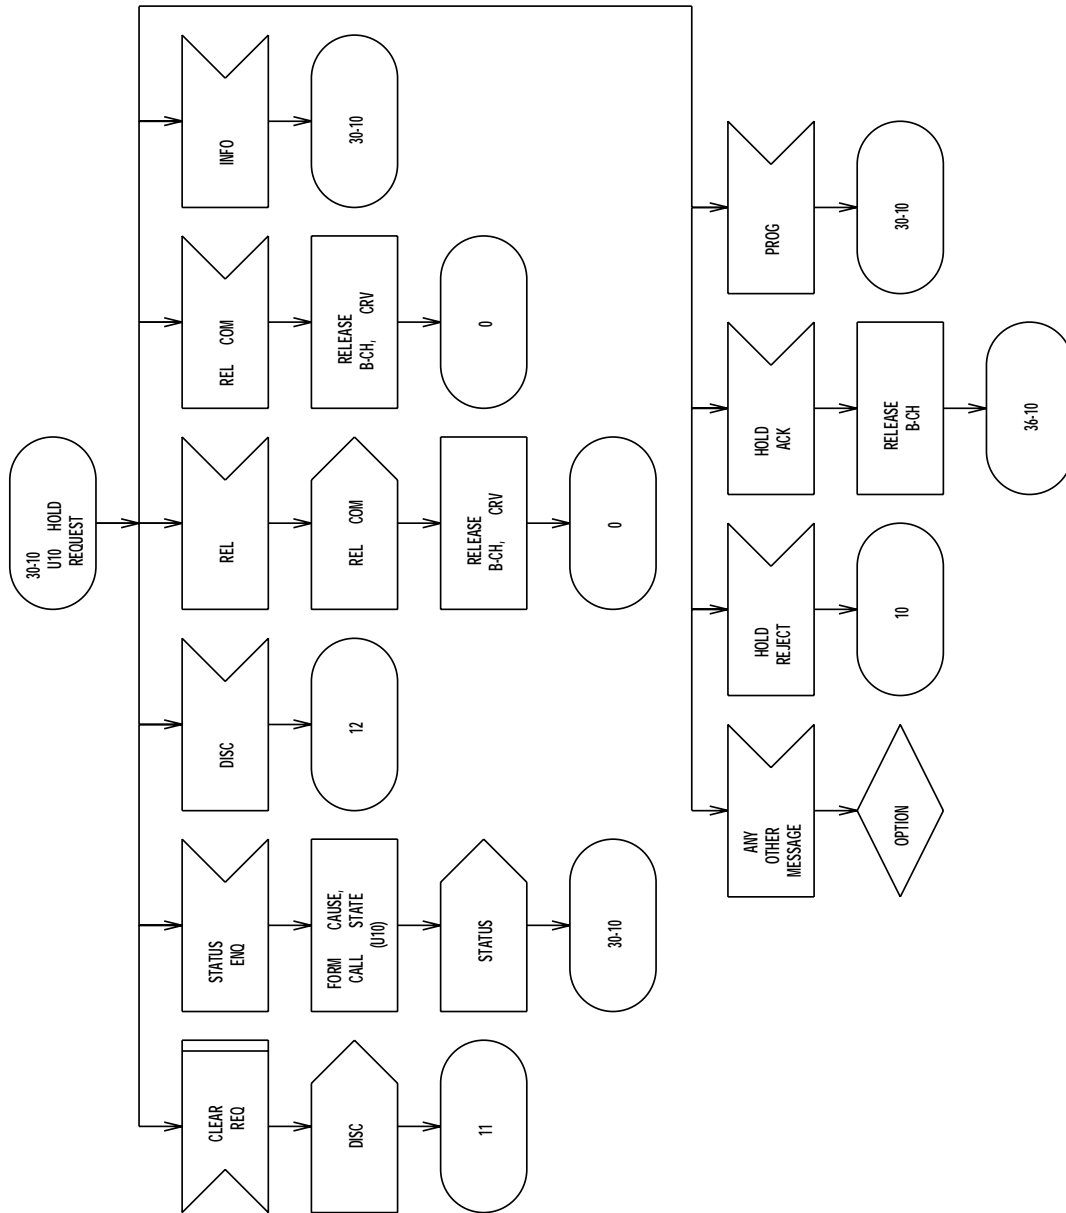 30-10
U10 HOLD
REQUEST
CLEAR
REQ
DISC
11
STATUS
ENQ
FORM CAUSE,
CALL STATE
(U10)
STATUS
30-10
DISC
12
REL
REL COM
RELEASE
B-CH, CRV
0
REL COM
RELEASE
B-CH, CRV
0
INFO
30-10
ANY
OTHER
MESSAGE
OPTION
HOLD
REJECT
10
HOLD
ACK
RELEASE
B-CH
36-10
PROG
30-10